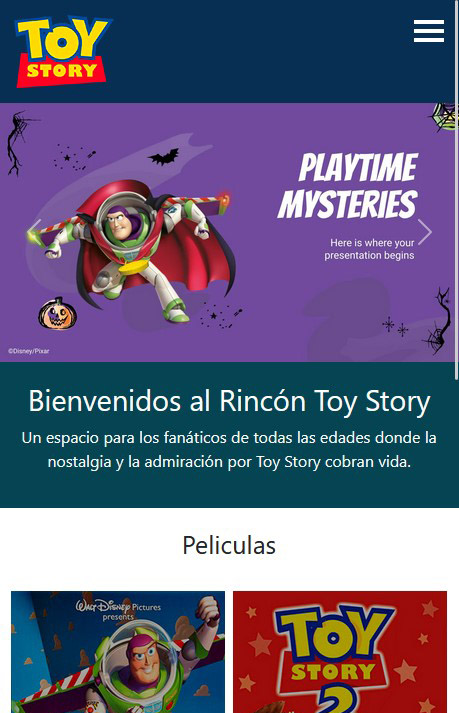 TOY
STORY
PLAYTIME
MYSTERIES
Here is where your
presentation begins
©Disney/Pixar
Bienvenidos al Rincón Toy Story
Un espacio para los fanáticos de todas las edades donde la
nostalgia y la admiración por Toy Story cobran vida.
Peliculas
WALT DISNEY Pictures
presents
TOY
STORY
2